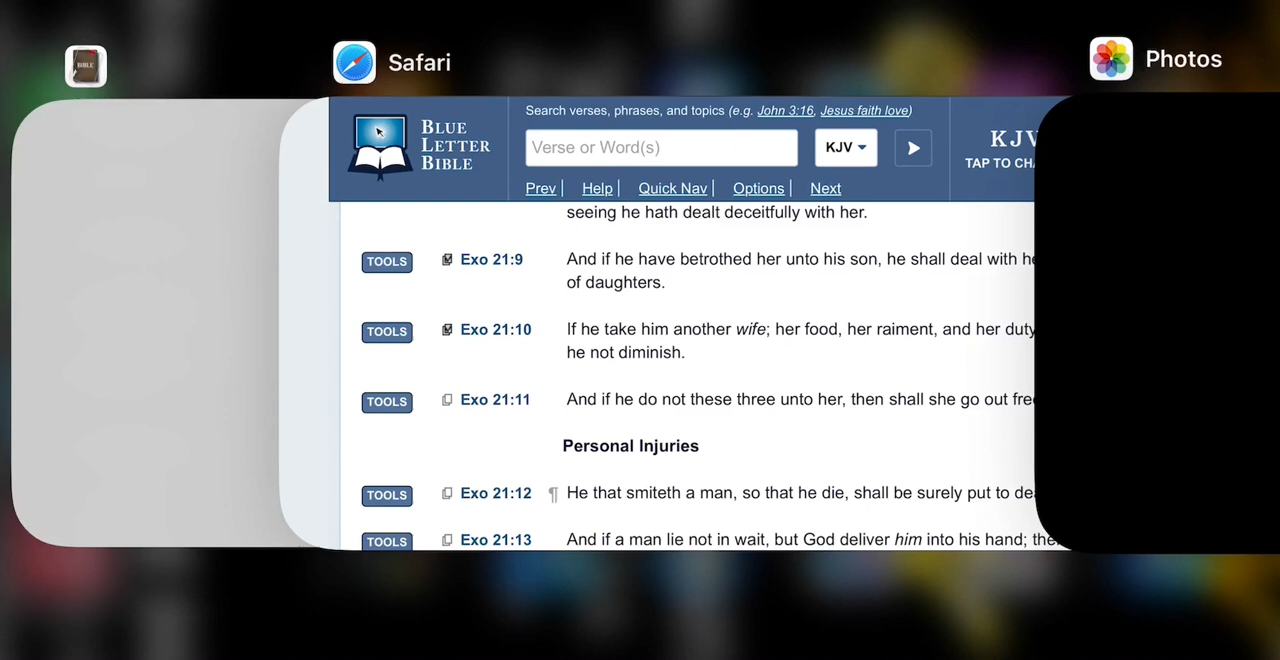 BIBLE
Safari
Photos
BLUE
LETTER
BIBLE
Search verses, phrases, and topics (e.g. John 3:16, Jesus faith love)
Verse or Word(s)
KJV
KJV
TAP TO
Prev | Help | Quick Nav | Options | Next
seeing he hath dealt deceitfully with her.
TOOLS Exo 21:9 And if he have betrothed her unto his son, he shall deal with
of daughters.
TOOLS Exo 21:10 If he take him another wife; her food, her raiment, and her duty
he not diminish.
TOOLS Exo 21:11 And if he do not these three unto her, then shall she go out
Personal Injuries
TOOLS Exo 21:12 ¶ He that smiteth a man, so that he die, shall be surely put to
TOOLS Exo 21:13 And if a man lie not in wait, but God deliver him into his hand;